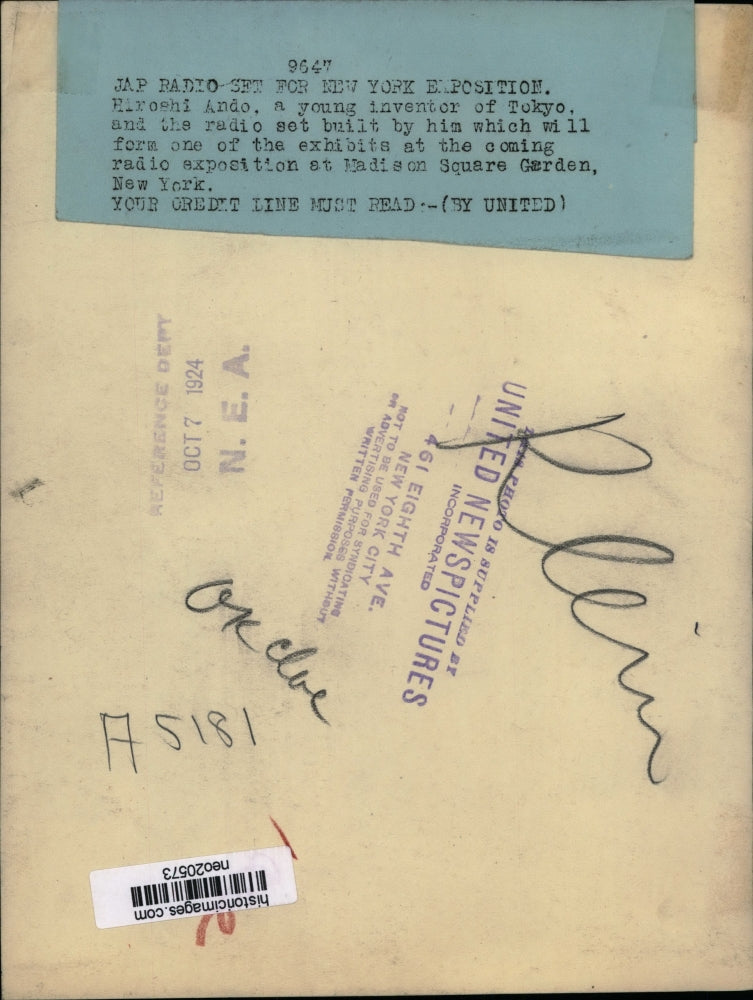 9647
JAP RADIO SET FOR NEW YORK EXPOSITION.
Hiroshi Ando, a young inventor of Tokyo,
and the radio set built by him which will
form one of the exhibits at the coming
radio exposition at Madison Square Garden,
New York.
YOUR CREDIT LINE MUST READ:-(BY UNITED)
REFERENCE DEPT
OCT 7 1924
N. E. A.
THIS PHOTO IS SUPPLIED BY
UNITED NEWSPICTURES
INCORPORATED
461 EIGHTH AVE.
NEW YORK CITY
NOT TO BE USED FOR SYNDICATING
OR ADVERTISING PURPOSES WITHOUT
WRITTEN PERMISSION.
A5181
historicimages.com
neo20573